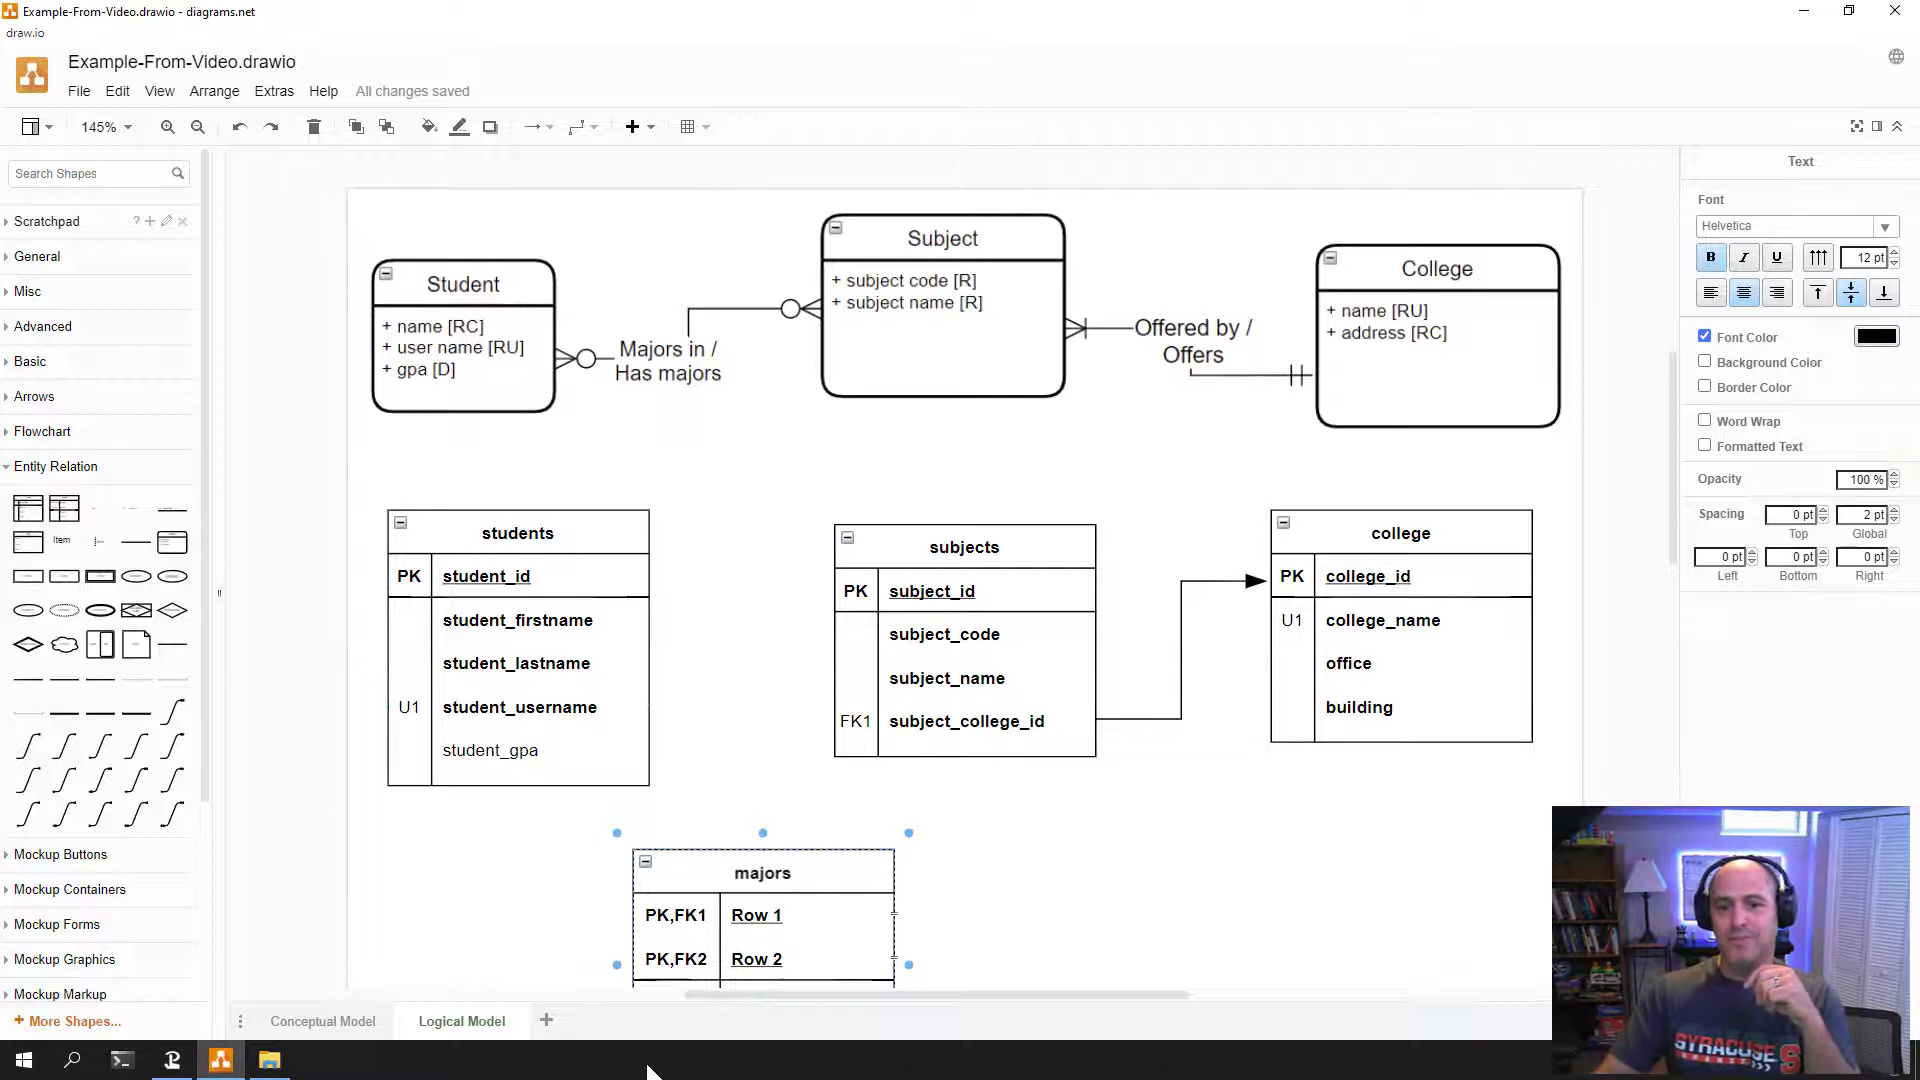 Example-From-Video.drawio - diagrams.net
draw.io
Example-From-Video.drawio
File Edit View Arrange Extras Help All changes saved
145%
Search Shapes
Scratchpad ?
General
Misc
Advanced
Basic
Arrows
Flowchart
Entity Relation
Item
Mockup Buttons
Mockup Containers
Mockup Forms
Mockup Graphics
Mockup Markup
+ More Shapes...
Student
+ name [RC]
+ user name [RU]
+ gpa [D]
Majors in /
Has majors
Subject
+ subject code [R]
+ subject name [R]
Offered by /
Offers
College
+ name [RU]
+ address [RC]
students
PK student_id
student_firstname
student_lastname
U1 student_username
student_gpa
subjects
PK subject_id
subject_code
subject_name
FK1 subject_college_id
college
PK college_id
U1 college_name
office
building
majors
PK,FK1 Row 1
PK,FK2 Row 2
Conceptual Model Logical Model
Text
Font
Helvetica
B I U 12 pt
Font Color
Background Color
Border Color
Word Wrap
Formatted Text
Opacity 100 %
Spacing 0 pt 2 pt
Top Global
0 pt 0 pt 0 pt
Left Bottom Right
SYRACUSE
S